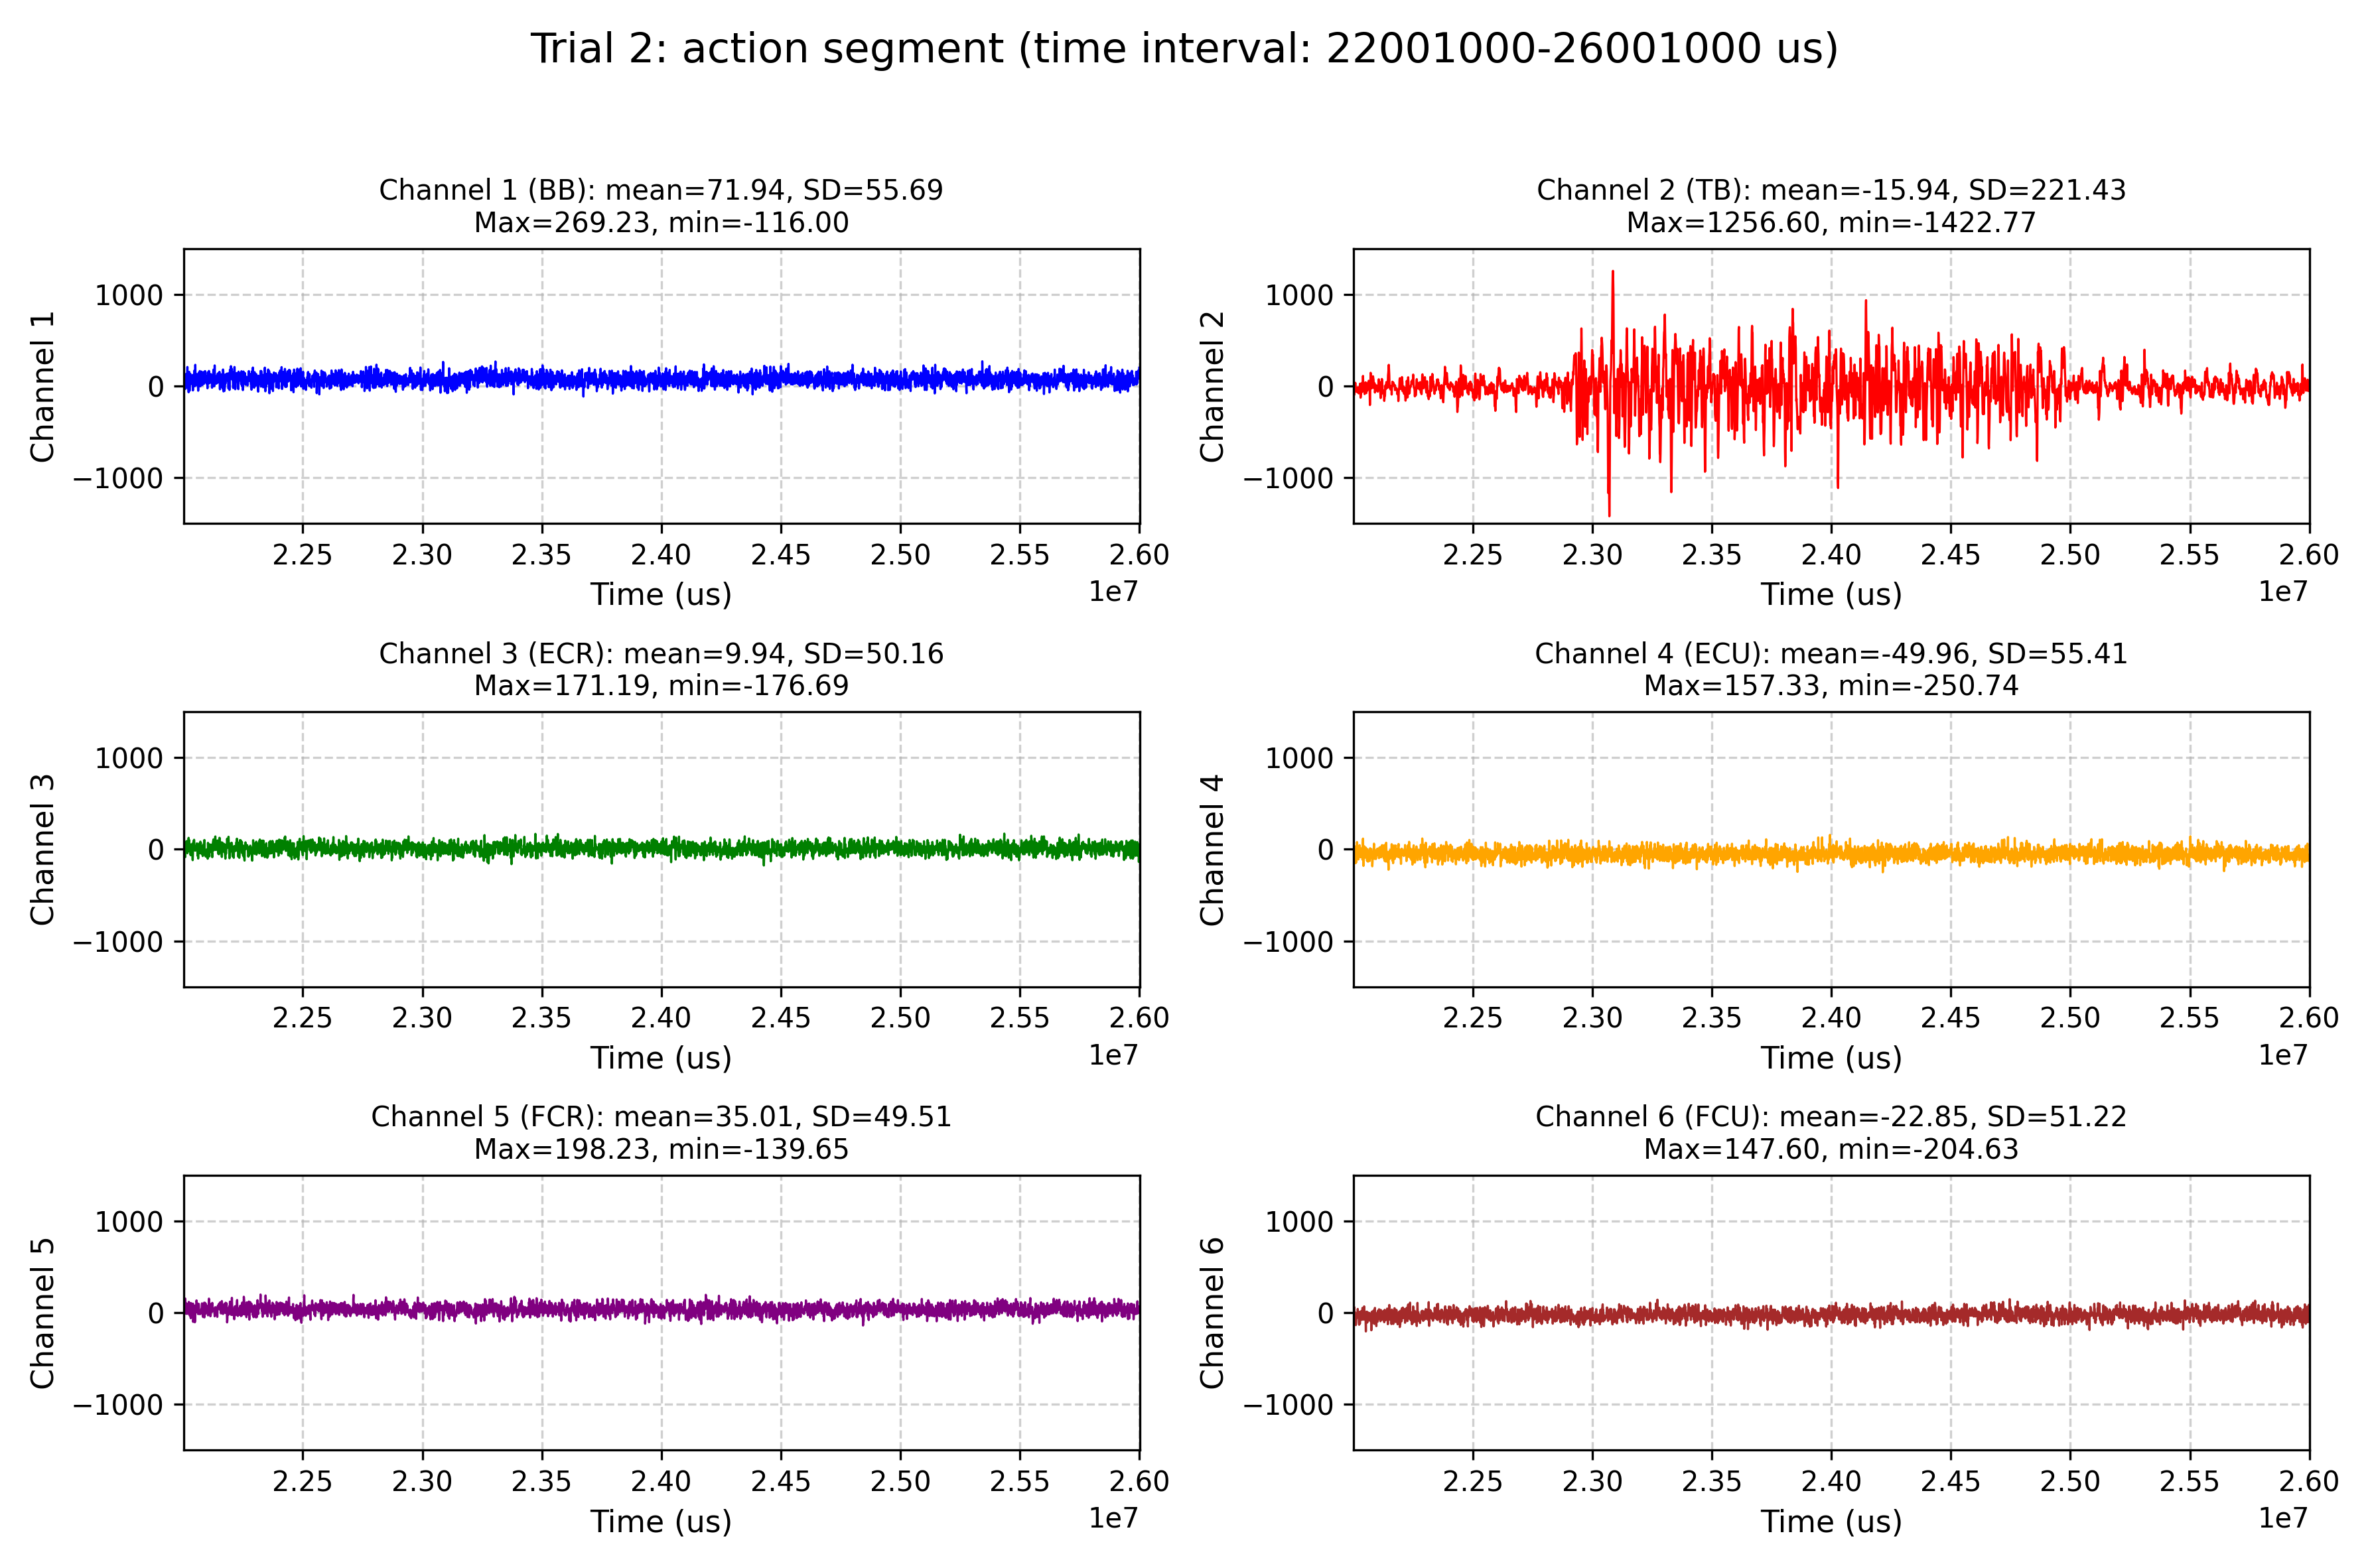 Trial 2: action segment (time interval: 22001000-26001000 us)
Channel 1 (BB): mean=71.94, SD=55.69
Max=269.23, min=-116.00
Channel 1
1000
0
−1000
2.25 2.30 2.35 2.40 2.45 2.50 2.55 2.60
1e7
Time (us)
Channel 2 (TB): mean=-15.94, SD=221.43
Max=1256.60, min=-1422.77
Channel 2
1000
0
−1000
2.25 2.30 2.35 2.40 2.45 2.50 2.55 2.60
1e7
Time (us)
Channel 3 (ECR): mean=9.94, SD=50.16
Max=171.19, min=-176.69
Channel 3
1000
0
−1000
2.25 2.30 2.35 2.40 2.45 2.50 2.55 2.60
1e7
Time (us)
Channel 4 (ECU): mean=-49.96, SD=55.41
Max=157.33, min=-250.74
Channel 4
1000
0
−1000
2.25 2.30 2.35 2.40 2.45 2.50 2.55 2.60
1e7
Time (us)
Channel 5 (FCR): mean=35.01, SD=49.51
Max=198.23, min=-139.65
Channel 5
1000
0
−1000
2.25 2.30 2.35 2.40 2.45 2.50 2.55 2.60
1e7
Time (us)
Channel 6 (FCU): mean=-22.85, SD=51.22
Max=147.60, min=-204.63
Channel 6
1000
0
−1000
2.25 2.30 2.35 2.40 2.45 2.50 2.55 2.60
1e7
Time (us)